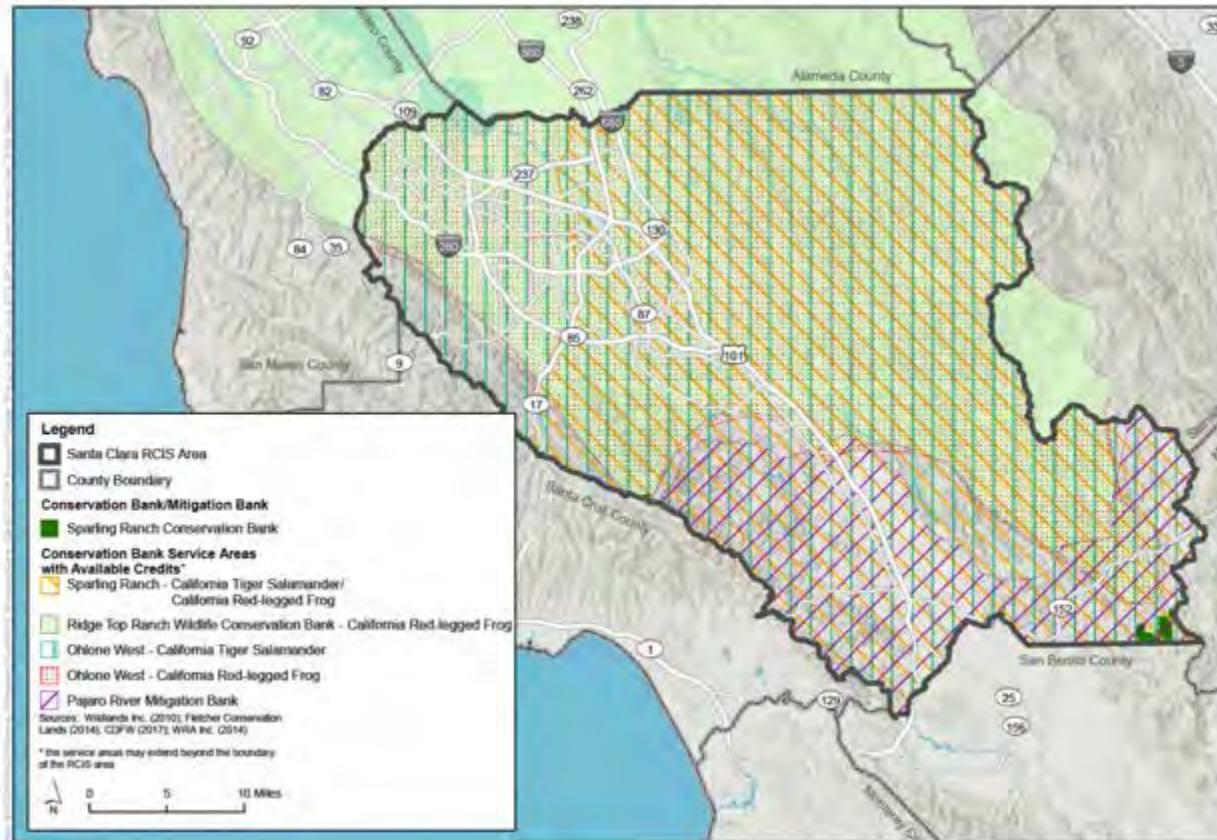 92
82
109
238
680
262
Alameda County
5
680
237
84
35
280
130
87
85
101
San Mateo County
9
17
Santa Cruz County
152
San Benito County
1
129
25
156
Legend
Santa Clara RCIS Area
County Boundary
Conservation Bank/Mitigation Bank
Sparling Ranch Conservation Bank
Conservation Bank Service Areas
with Available Credits*
Sparling Ranch - California Tiger Salamander/
California Red-legged Frog
Ridge Top Ranch Wildlife Conservation Bank - California Red-legged Frog
Ohlone West - California Tiger Salamander
Ohlone West - California Red-legged Frog
Pajaro River Mitigation Bank
Sources: Wildlands Inc. (2010); Fletcher Conservation
Lands (2014); CDFW (2017); WRA Inc. (2014)
* the service areas may extend beyond the boundary
of the RCIS area
N
0 5 10 Miles